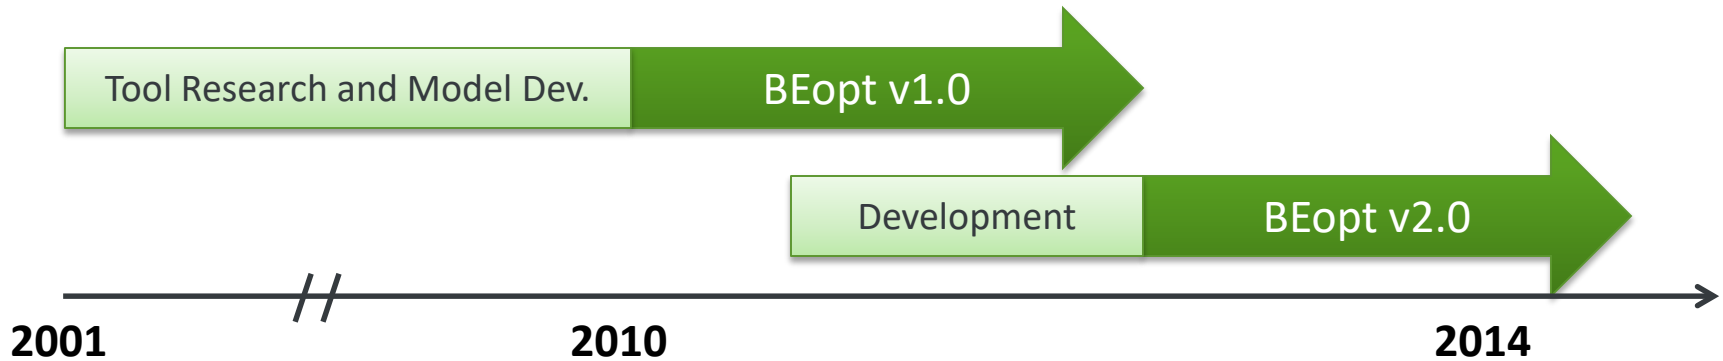 Tool Research and Model Dev.
BEopt v1.0
Development
BEopt v2.0
2001
2010
2014